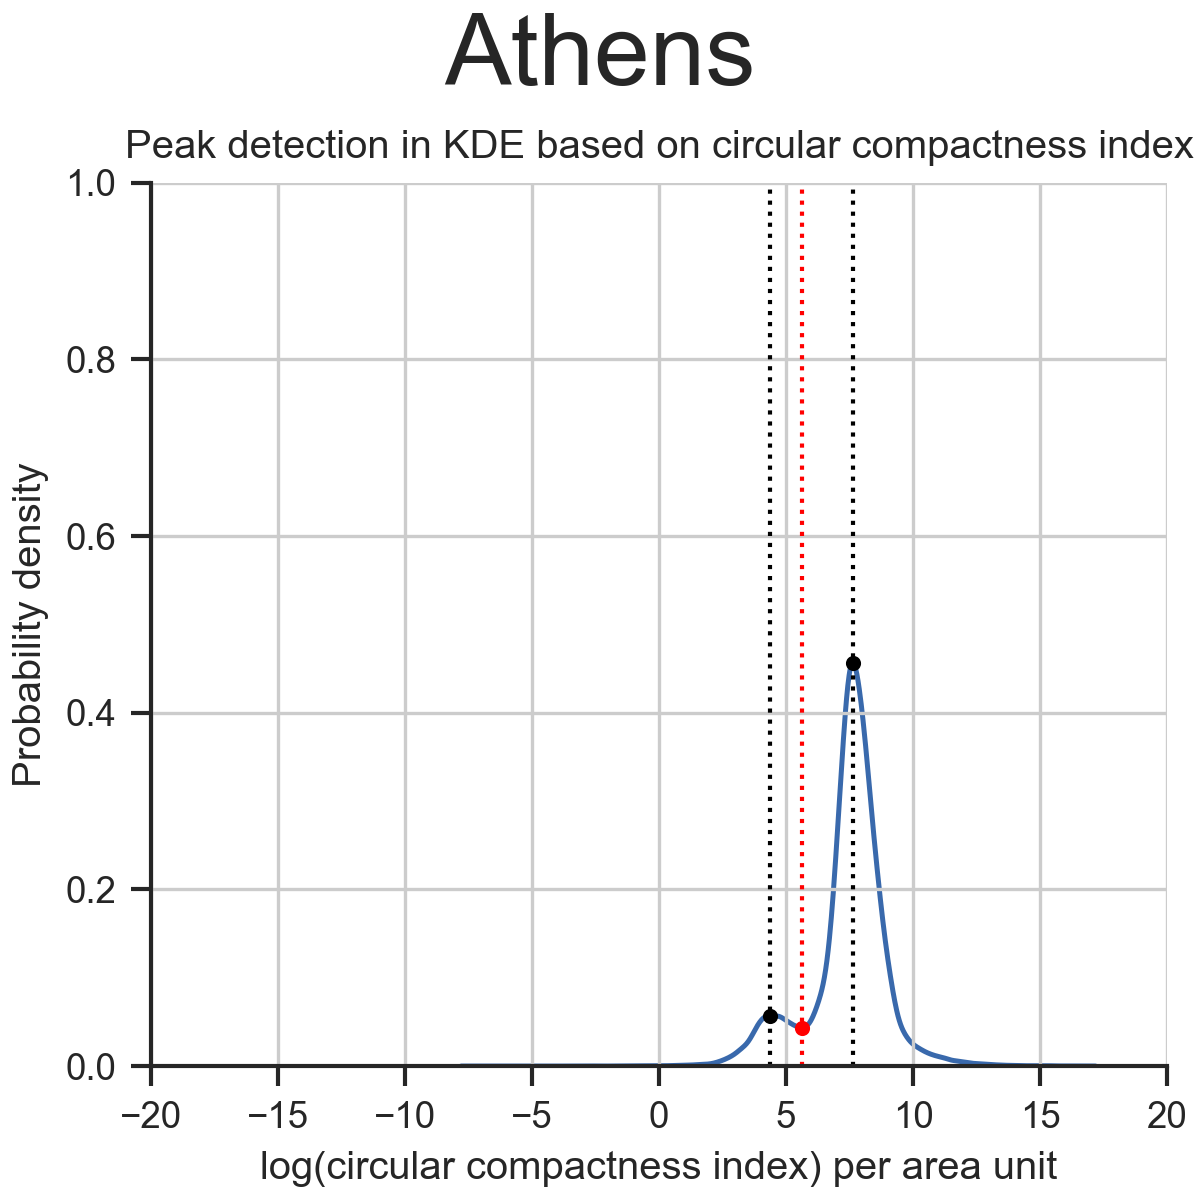 Athens
Peak detection in KDE based on circular compactness index
1.0
0.8
0.6
0.4
0.2
0.0
Probability density
−20 −15 −10 −5 0 5 10 15 20
log(circular compactness index) per area unit